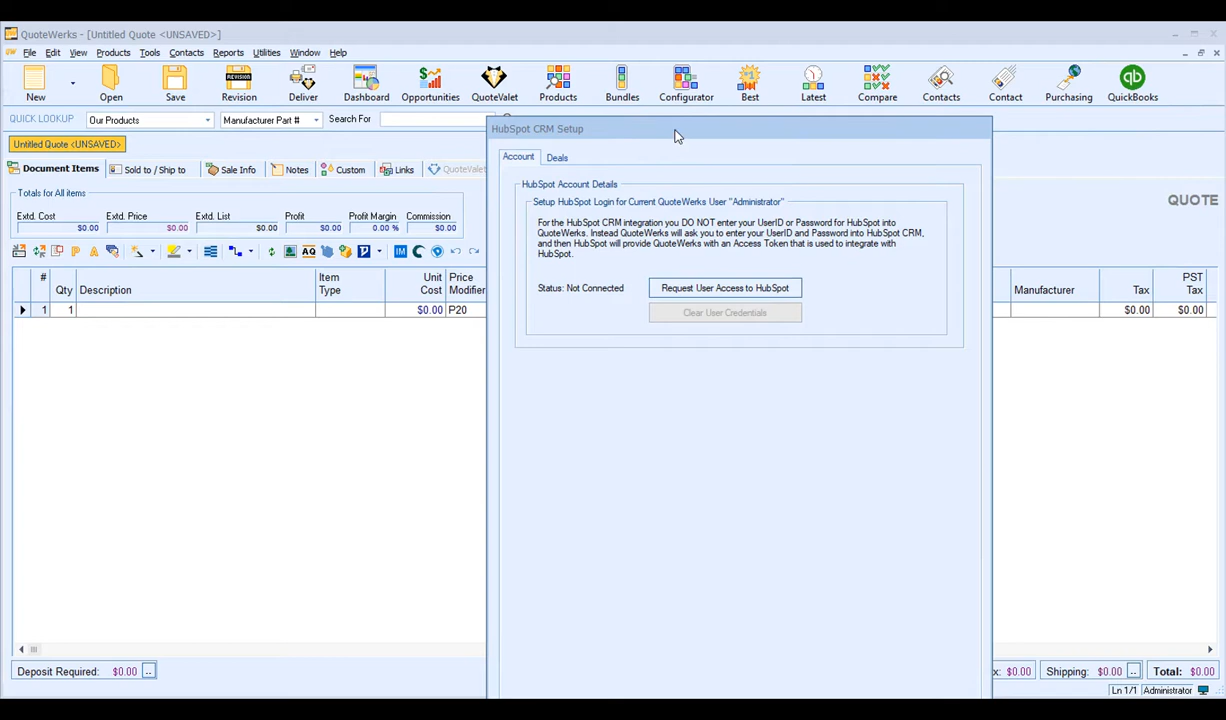 QuoteWerks - [Untitled Quote <UNSAVED>]
File Edit View Products Tools Contacts Reports Utilities Window Help
New Open Save Revision Deliver Dashboard Opportunities QuoteValet Products Bundles Configurator Best Latest Compare Contacts Contact Purchasing QuickBooks
QUICK LOOKUP Our Products Manufacturer Part # Search For
HubSpot CRM Setup
Untitled Quote <UNSAVED>
Account Deals
Document Items Sold to / Ship to Sale Info Notes Custom Links QuoteValet
HubSpot Account Details
Totals for All items
QUOTE
Setup HubSpot Login for Current QuoteWerks User "Administrator"
Extd. Cost Extd. Price Extd. List Profit Profit Margin Commission
$0.00 $0.00 $0.00 $0.00 0.00 % $0.00
For the HubSpot CRM integration you DO NOT enter your UserID or Password for HubSpot into
QuoteWerks. Instead QuoteWerks will ask you to enter your UserID and Password into HubSpot CRM,
and then HubSpot will provide QuoteWerks with an Access Token that is used to integrate with
HubSpot.
# Qty Description Item Type Unit Cost Price Modifier Manufacturer Tax PST Tax
Status: Not Connected Request User Access to HubSpot
Clear User Credentials
1 1 $0.00 P20 $0.00 $0.00
Deposit Required: $0.00 .. x: $0.00 Shipping: $0.00 .. Total: $0.00
Ln 1/1 Administrator